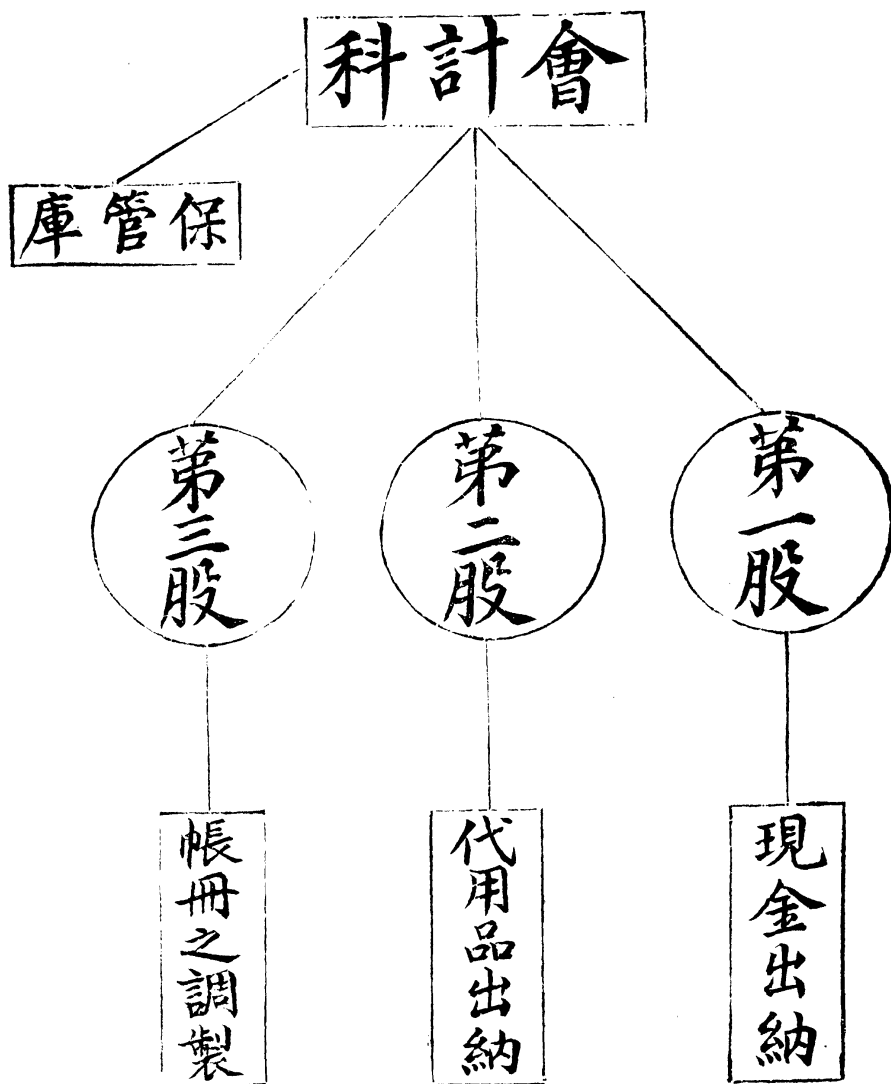 會計科
保管庫
第一股
第二股
第三股
現金出納
代用品出納
帳冊之調製